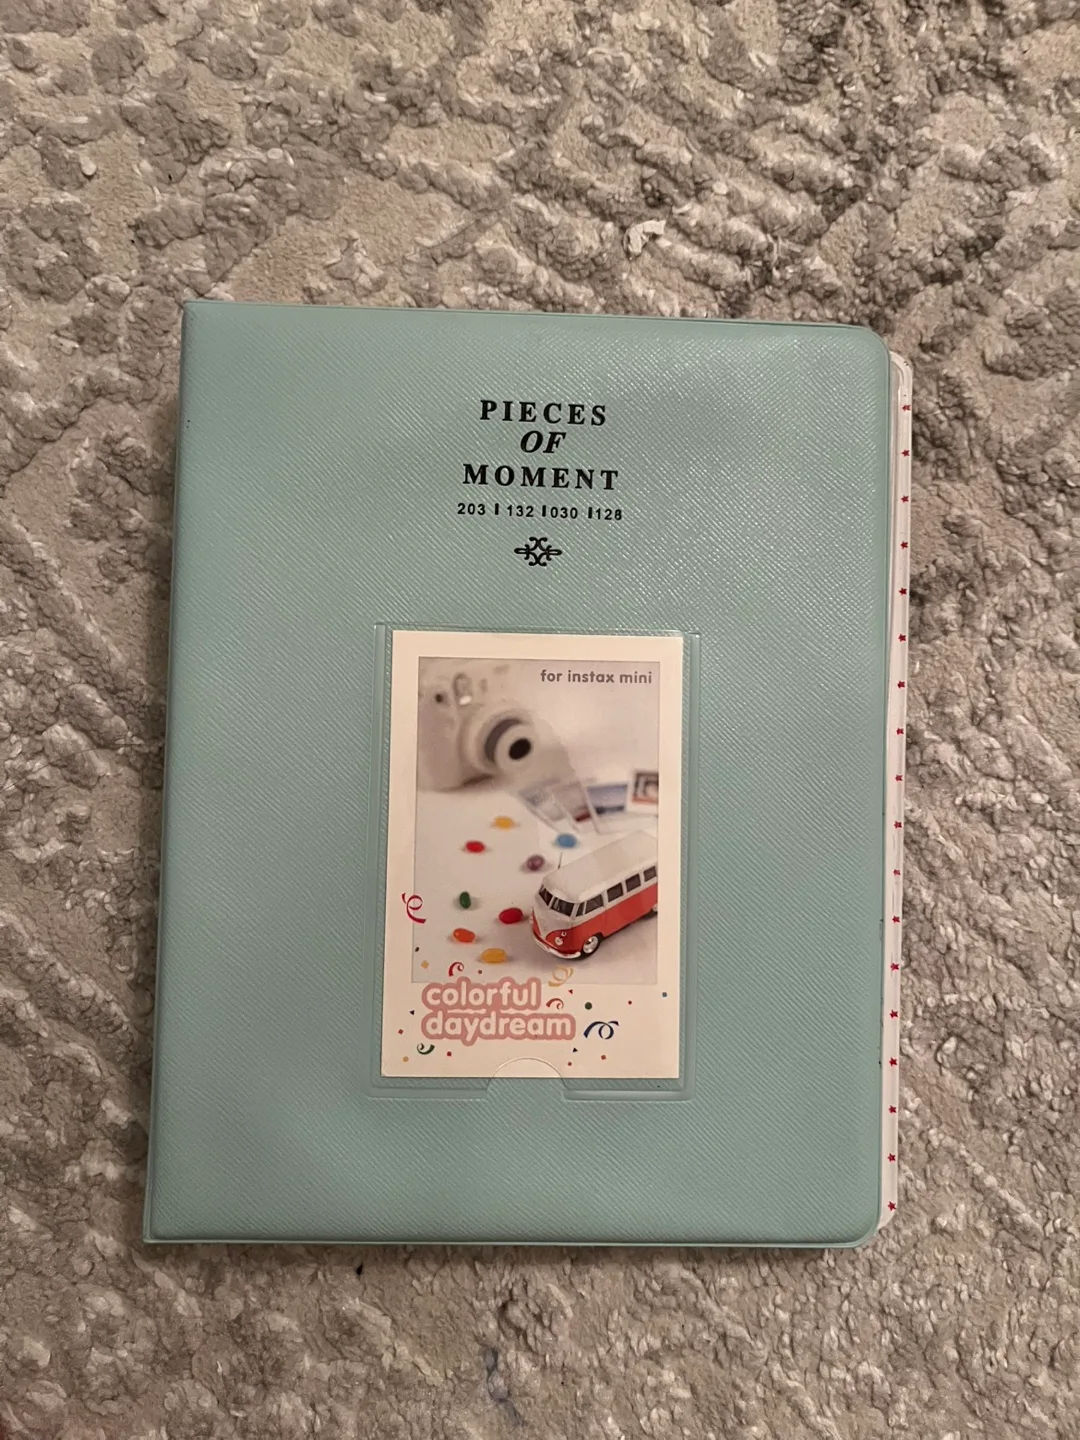 PIECES
OF
MOMENT
203 | 132 | 030 | 128
for instax mini
colorful
daydream